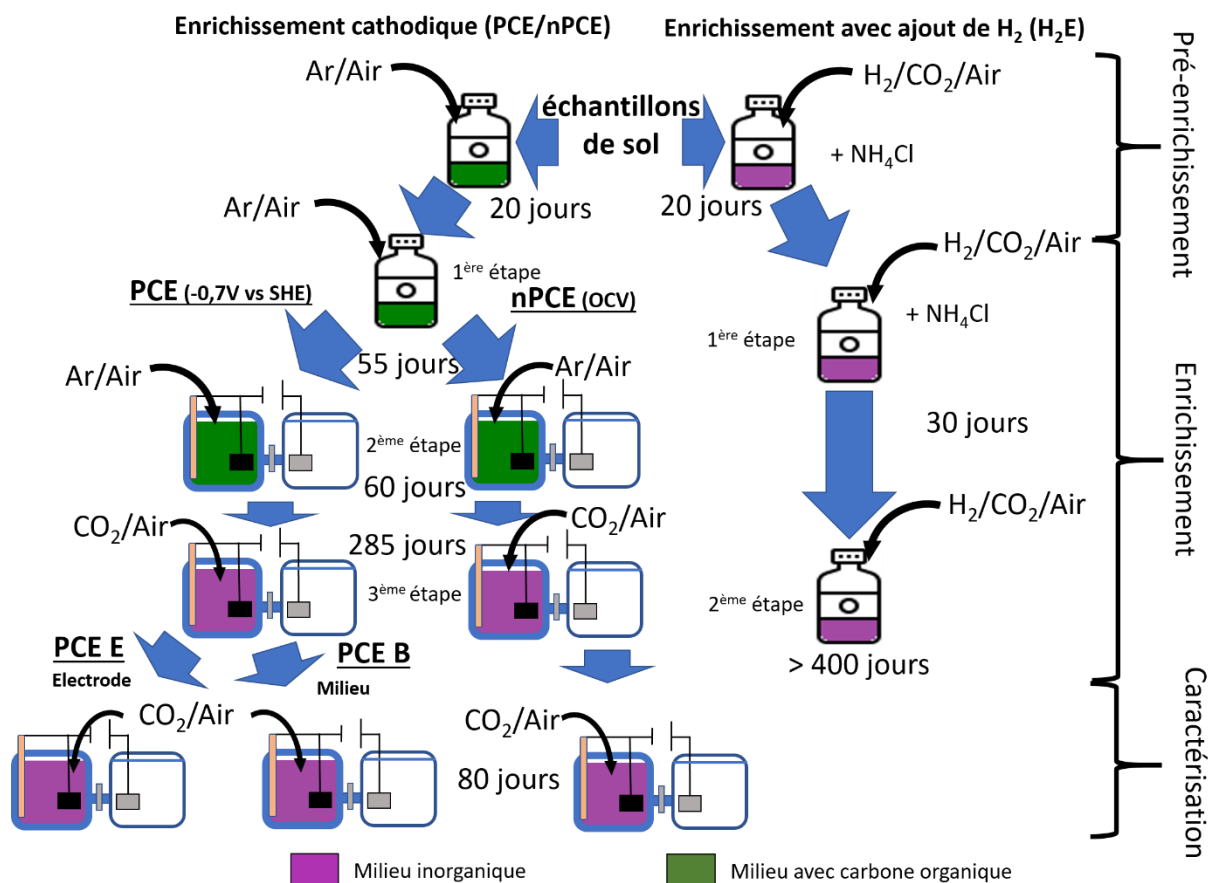 Enrichissement cathodique (PCE/nPCE)
Enrichissement avec ajout de H₂ (H₂E)
Ar/Air
échantillons
de sol
H₂/CO₂/Air
+ NH₄Cl
20 jours
20 jours
Pré-enrichissement
Ar/Air
1ère étape
H₂/CO₂/Air
PCE (-0,7V vs SHE)
nPCE (OCV)
+ NH₄Cl
1ère étape
55 jours
Ar/Air
Ar/Air
30 jours
2ème étape
60 jours
Enrichissement
CO₂/Air
285 jours
CO₂/Air
H₂/CO₂/Air
3ème étape
2ème étape
PCE E
Electrode
PCE B
Milieu
> 400 jours
CO₂/Air
CO₂/Air
80 jours
Caractérisation
Milieu inorganique
Milieu avec carbone organique